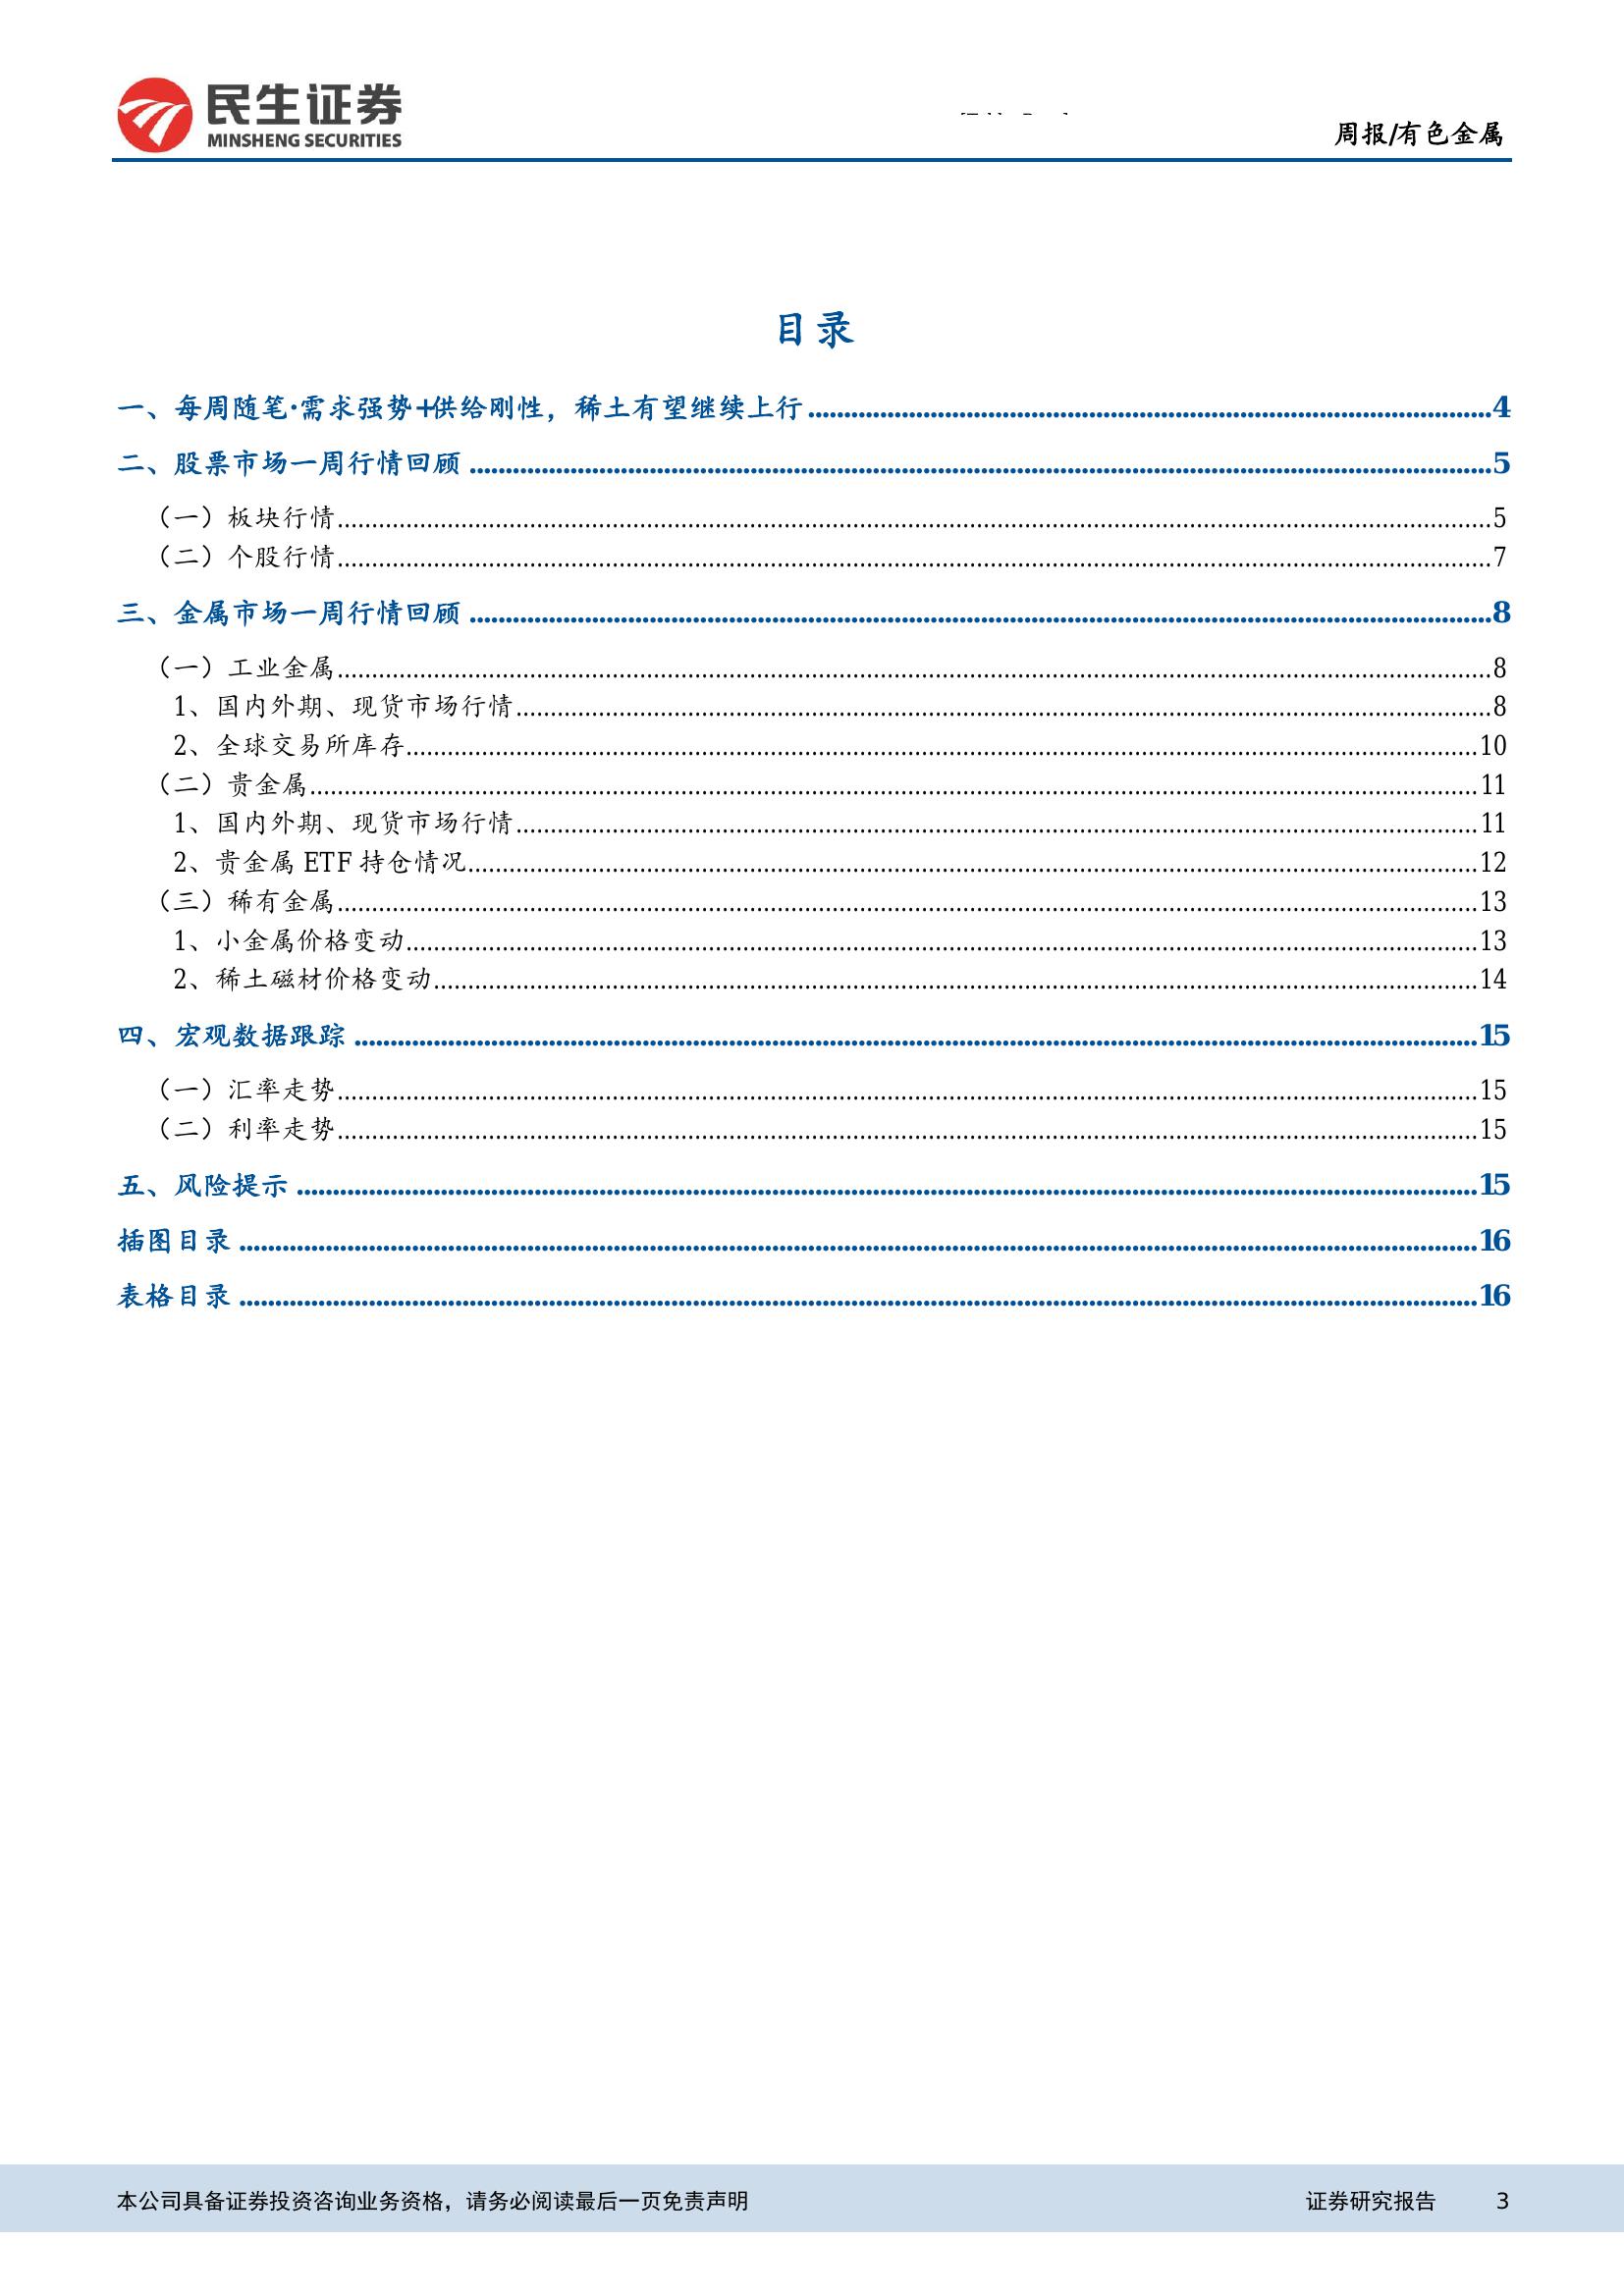 民生证券
MINSHENG SECURITIES
周报/有色金属
目录
一、每周随笔·需求强势+供给刚性，稀土有望继续上行........4
二、股票市场一周行情回顾........5
（一）板块行情........5
（二）个股行情........7
三、金属市场一周行情回顾........8
（一）工业金属........8
1、国内外期、现货市场行情........8
2、全球交易所库存........10
（二）贵金属........11
1、国内外期、现货市场行情........11
2、贵金属 ETF 持仓情况........12
（三）稀有金属........13
1、小金属价格变动........13
2、稀土磁材价格变动........14
四、宏观数据跟踪........15
（一）汇率走势........15
（二）利率走势........15
五、风险提示........15
插图目录........16
表格目录........16
本公司具备证券投资咨询业务资格，请务必阅读最后一页免责声明 证券研究报告 3